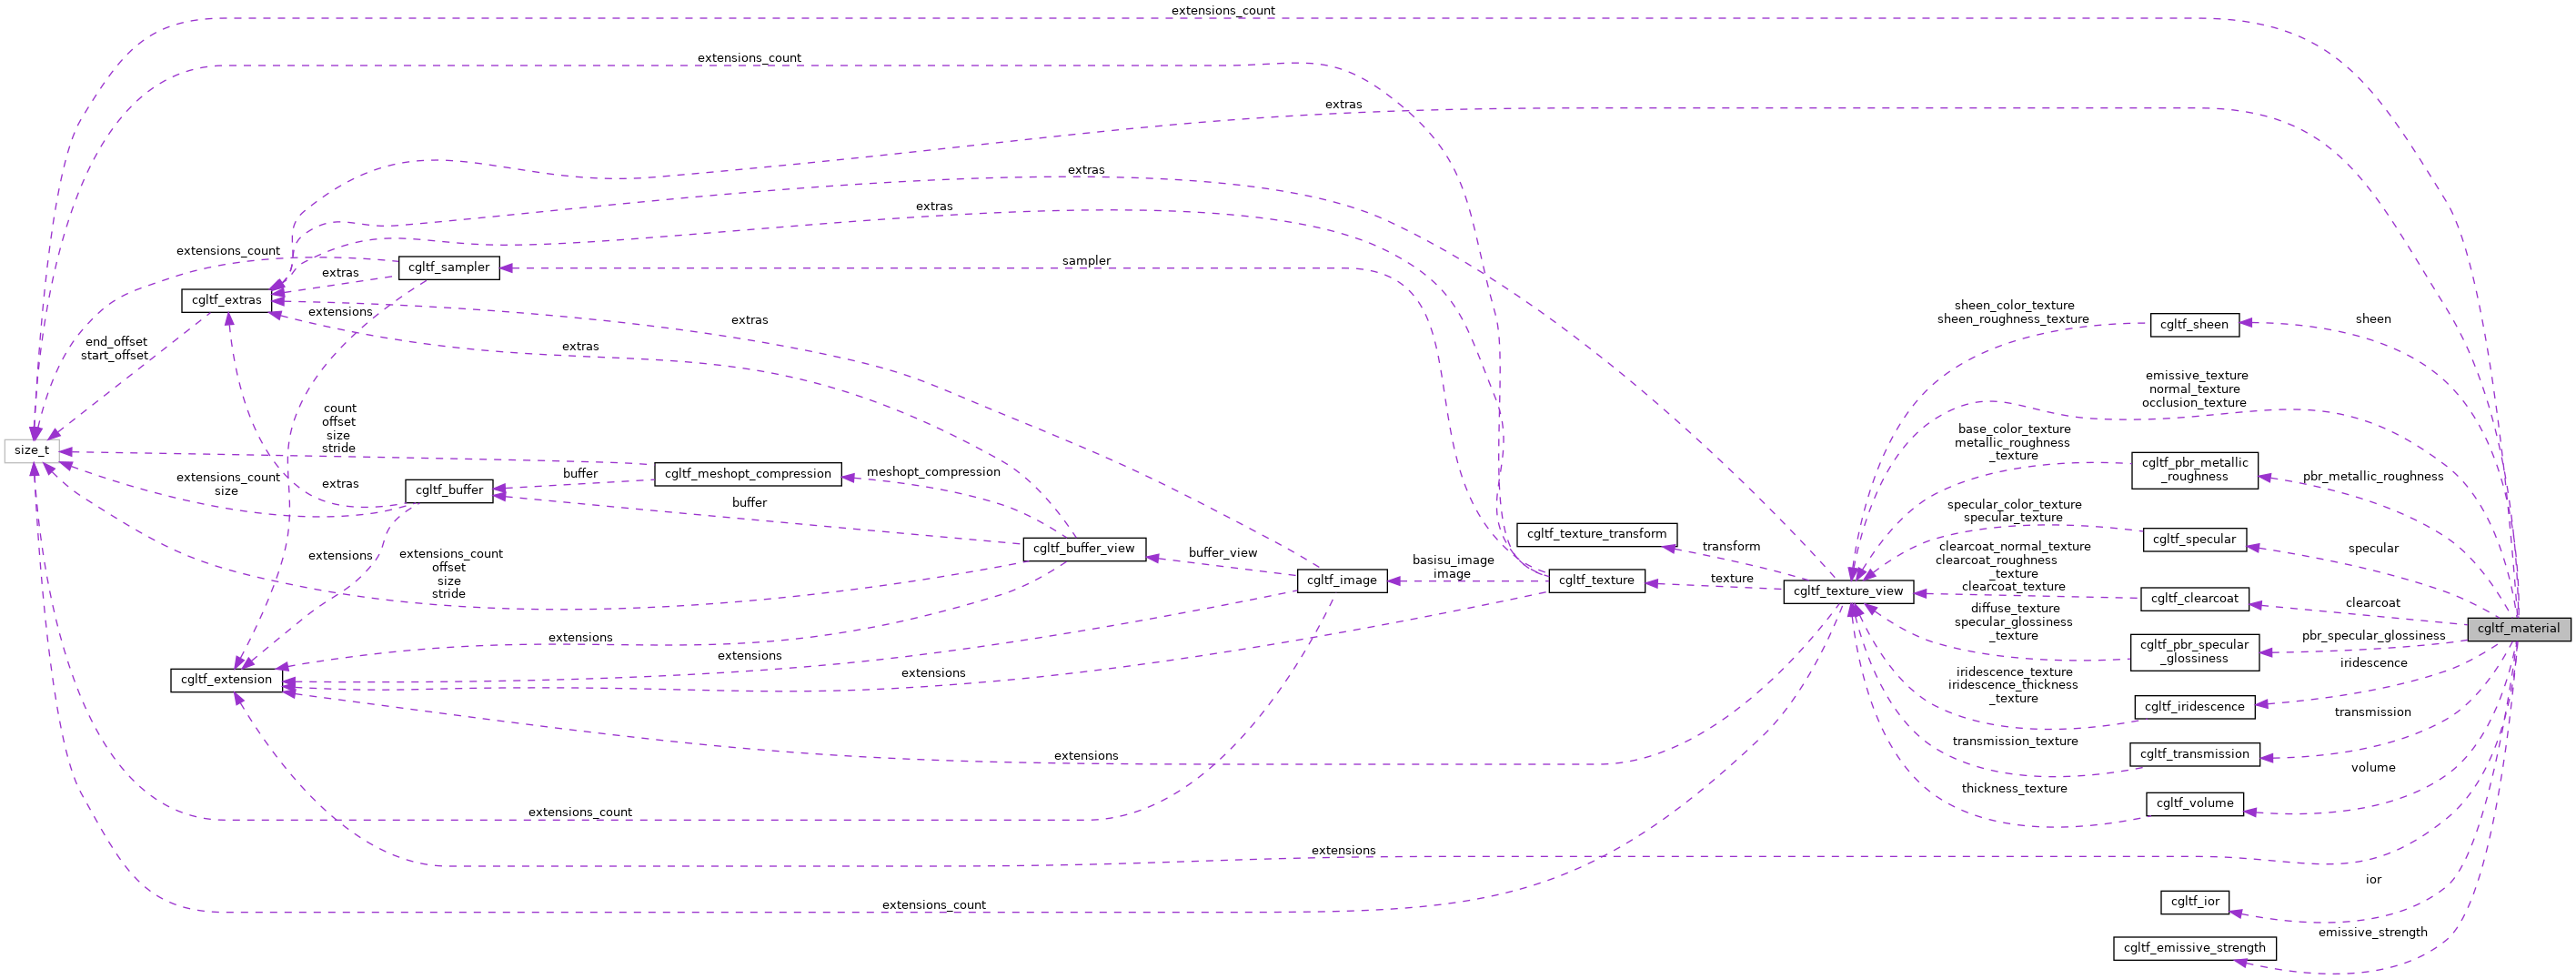 extensions_count
extensions_count
extras
extras
extras
extensions_count
cgltf_sampler
sampler
extras
cgltf_extras
extensions
sheen_color_texture
sheen_roughness_texture
cgltf_sheen
sheen
extras
end_offset
start_offset
extras
emissive_texture
normal_texture
occlusion_texture
count
offset
size
stride
base_color_texture
metallic_roughness
_texture
size_t
cgltf_pbr_metallic
_roughness
pbr_metallic_roughness
cgltf_meshopt_compression
meshopt_compression
buffer
extensions_count
size
extras
cgltf_buffer
buffer
specular_color_texture
specular_texture
cgltf_texture_transform
cgltf_specular
specular
transform
cgltf_buffer_view
buffer_view
extensions
extensions_count
offset
size
stride
basisu_image
image
cgltf_image
cgltf_texture
texture
cgltf_texture_view
clearcoat_normal_texture
clearcoat_roughness
_texture
clearcoat_texture
cgltf_clearcoat
clearcoat
diffuse_texture
specular_glossiness
_texture
cgltf_material
cgltf_pbr_specular
_glossiness
pbr_specular_glossiness
extensions
extensions
extensions
cgltf_extension
iridescence
iridescence_texture
iridescence_thickness
_texture
cgltf_iridescence
transmission
transmission_texture
cgltf_transmission
extensions
volume
thickness_texture
cgltf_volume
extensions_count
extensions
ior
cgltf_ior
extensions_count
emissive_strength
cgltf_emissive_strength